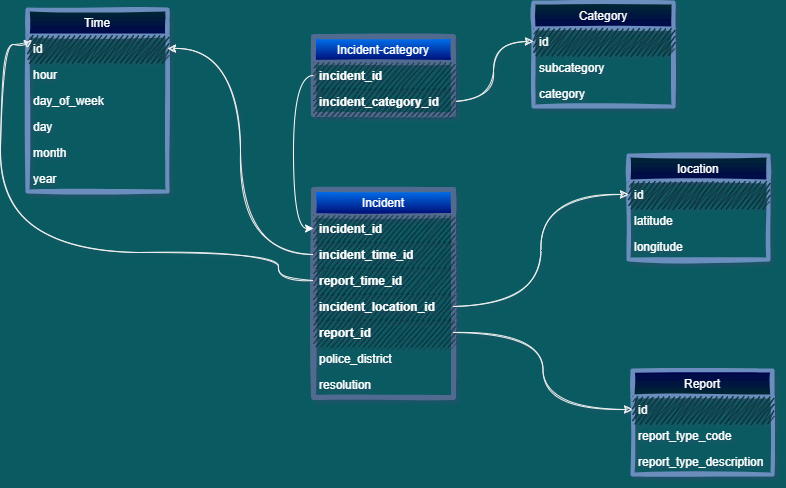 Time
id
hour
day_of_week
day
month
year
Incident-category
incident_id
incident_category_id
Category
id
subcategory
category
Incident
incident_id
incident_time_id
report_time_id
incident_location_id
report_id
police_district
resolution
location
id
latitude
longitude
Report
id
report_type_code
report_type_description